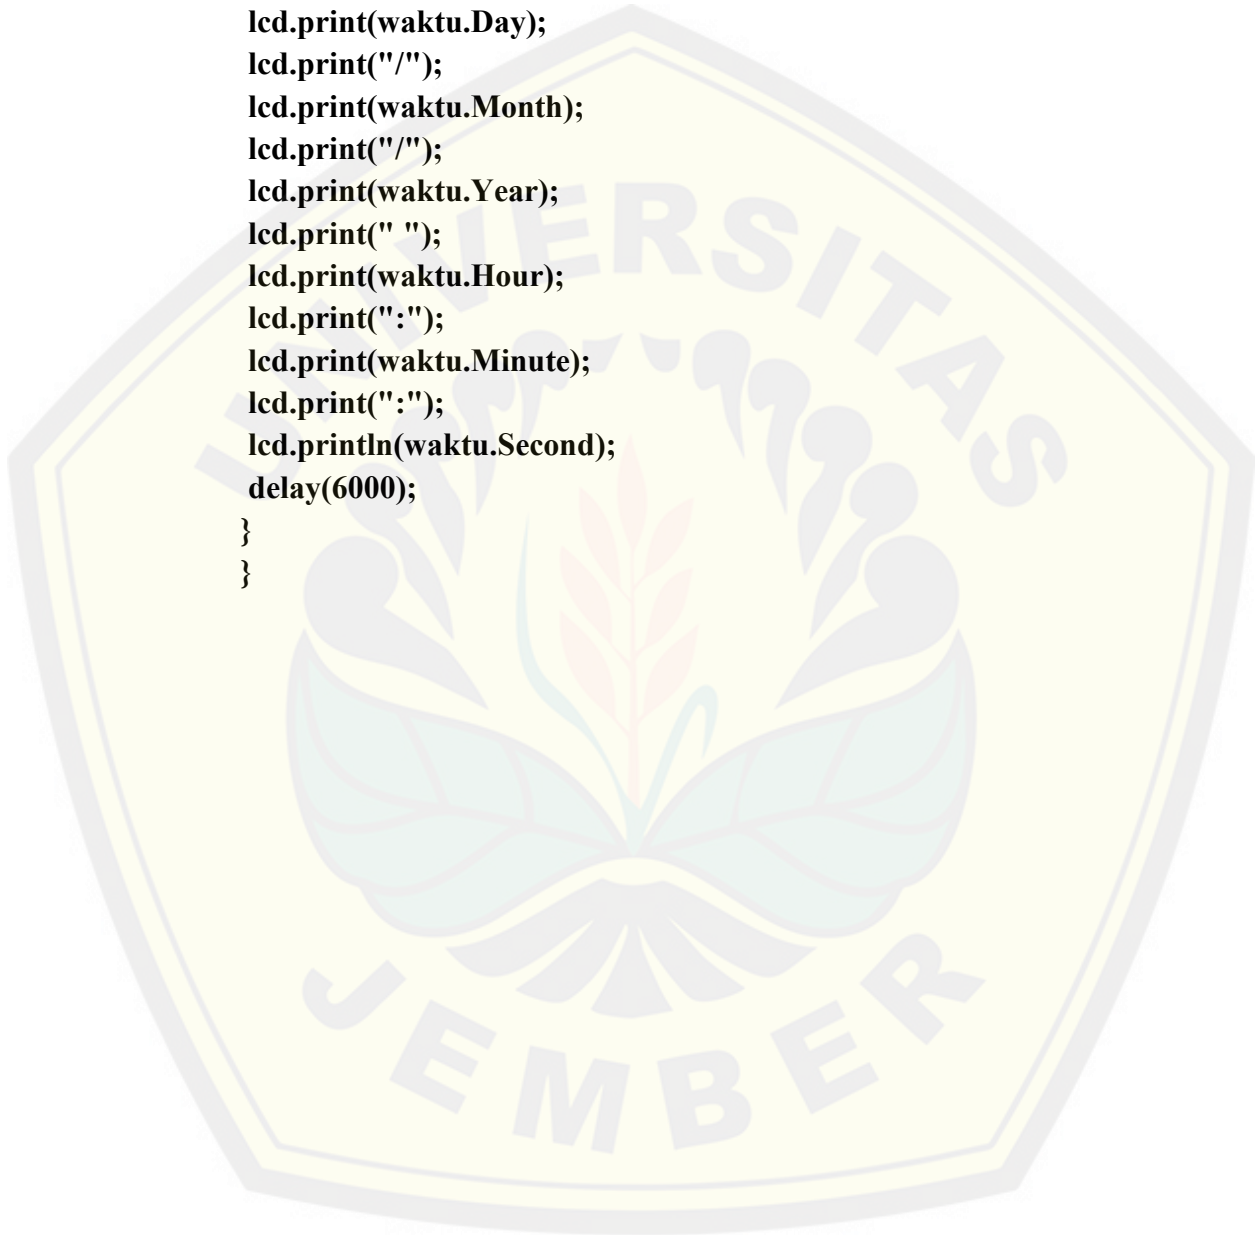 lcd.print(waktu.Day);
lcd.print("/");
lcd.print(waktu.Month);
lcd.print("/");
lcd.print(waktu.Year);
lcd.print(" ");
lcd.print(waktu.Hour);
lcd.print(":");
lcd.print(waktu.Minute);
lcd.print(":");
lcd.println(waktu.Second);
delay(6000);
}
}
UNIVERSITAS
JEMBER